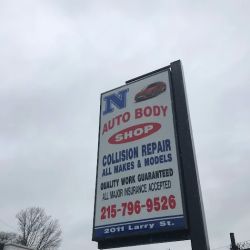 N
AUTO BODY
SHOP
COLLISION REPAIR
ALL MAKES & MODELS
QUALITY WORK GUARANTEED
ALL MAJOR INSURANCE ACCEPTED
215-796-9526
2011 Larry St.